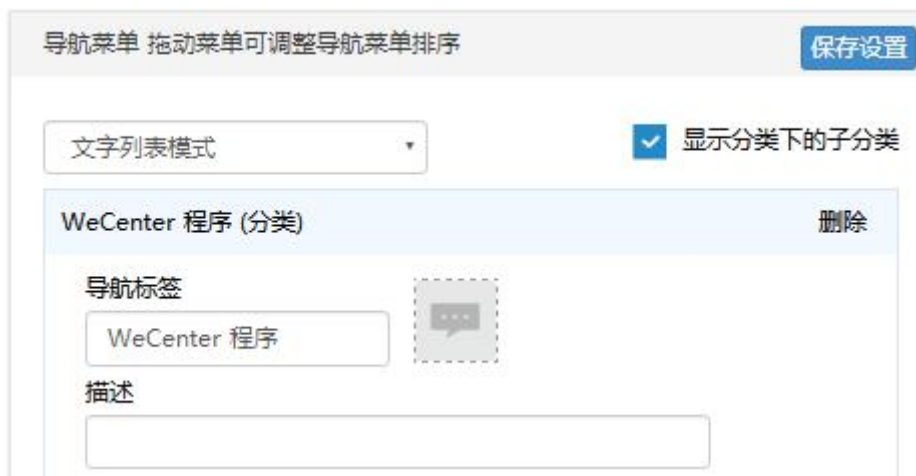 导航菜单 拖动菜单可调整导航菜单排序 保存设置
文字列表模式 显示分类下的子分类
WeCenter 程序 (分类) 删除
导航标签
WeCenter 程序
描述